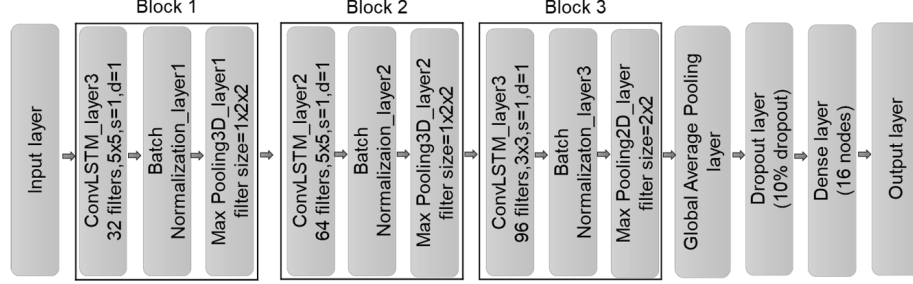 Block 1
Block 2
Block 3
Input layer
ConvLSTM_layer3
32 filters,5x5,s=1,d=1
Batch
Normalization_layer1
Max Pooling3D_layer1
filter size=1x2x2
ConvLSTM_layer2
64 filters,5x5,s=1,d=1
Batch
Normalizaiton_layer2
Max Pooling3D_layer2
filter size=1x2x2
ConvLSTM_layer3
96 filters,3x3,s=1,d=1
Batch
Normalizaiton_layer3
Max Pooling2D_layer
filter size=2x2
Global Average Pooling
layer
Dropout layer
(10% dropout)
Dense layer
(16 nodes)
Output layer